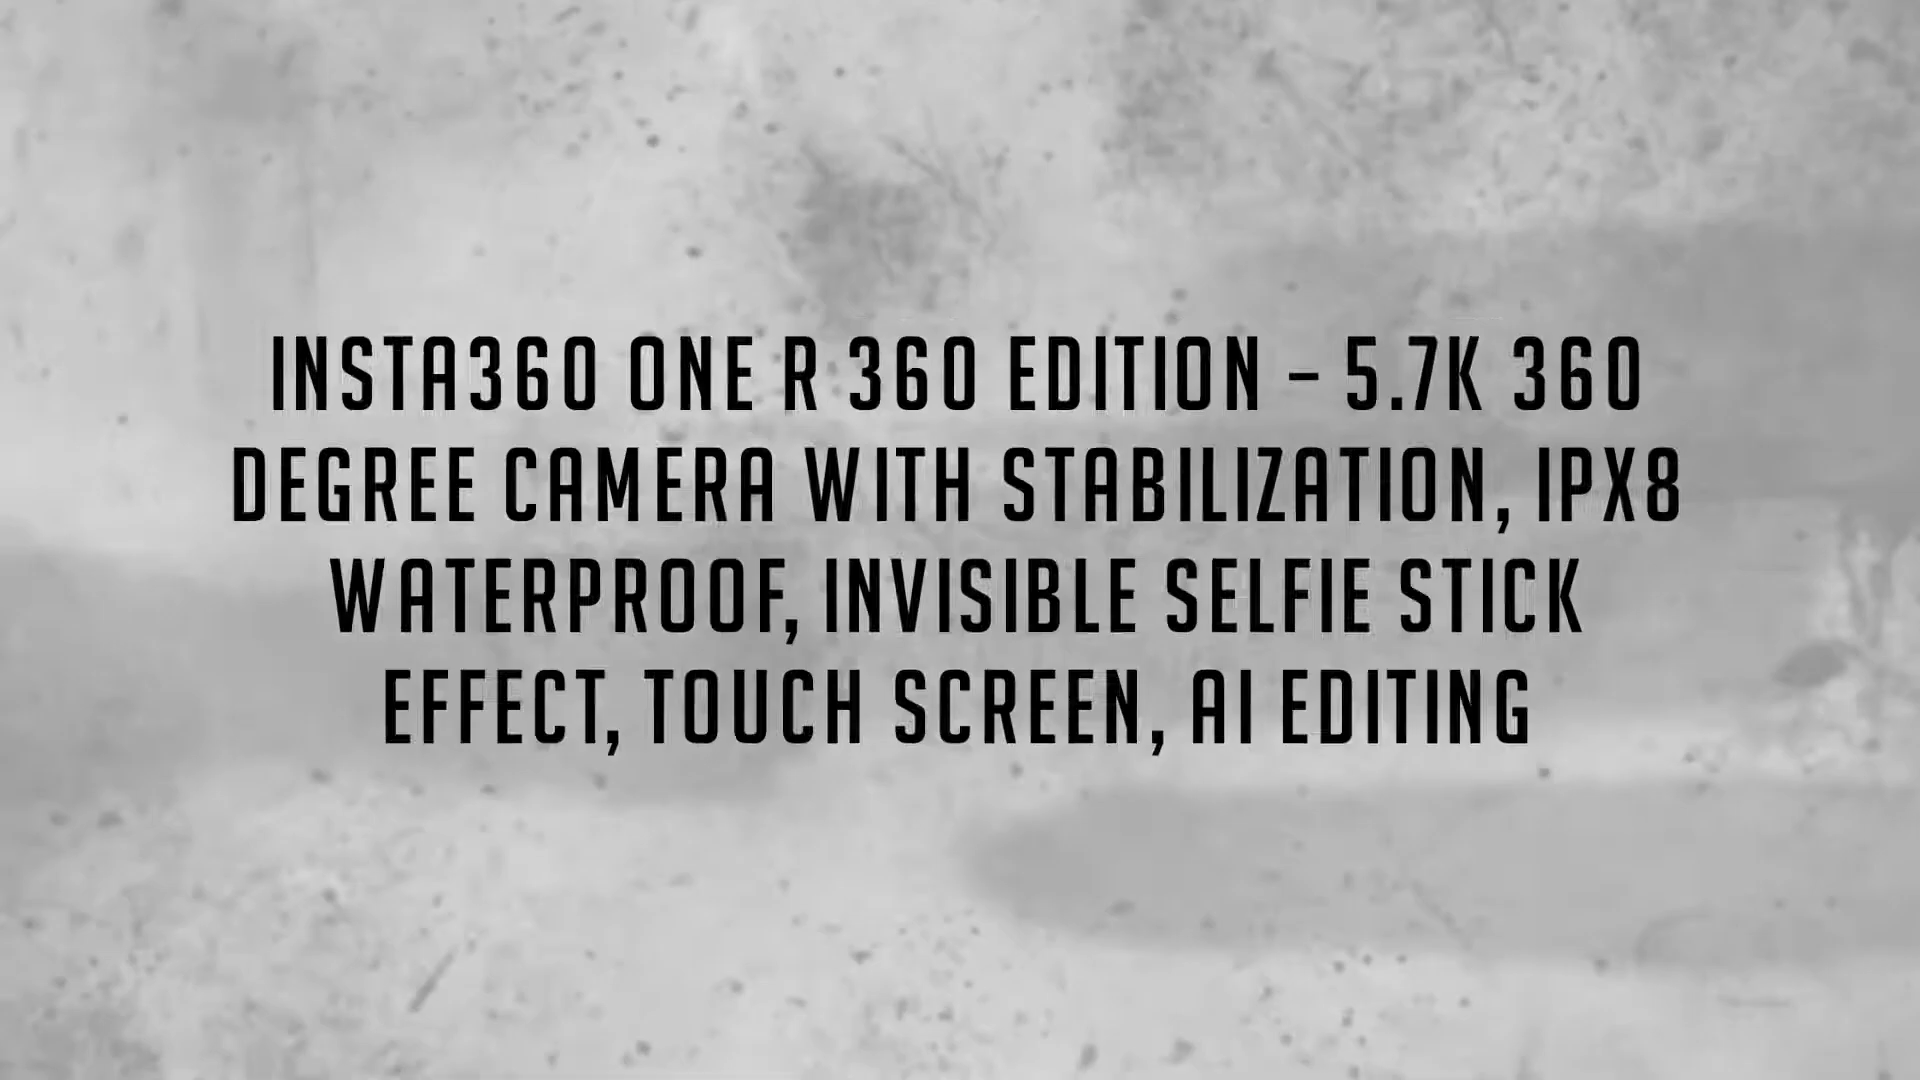 INSTA360 ONE R 360 EDITION – 5.7K 360
DEGREE CAMERA WITH STABILIZATION, IPX8
WATERPROOF, INVISIBLE SELFIE STICK
EFFECT, TOUCH SCREEN, AI EDITING